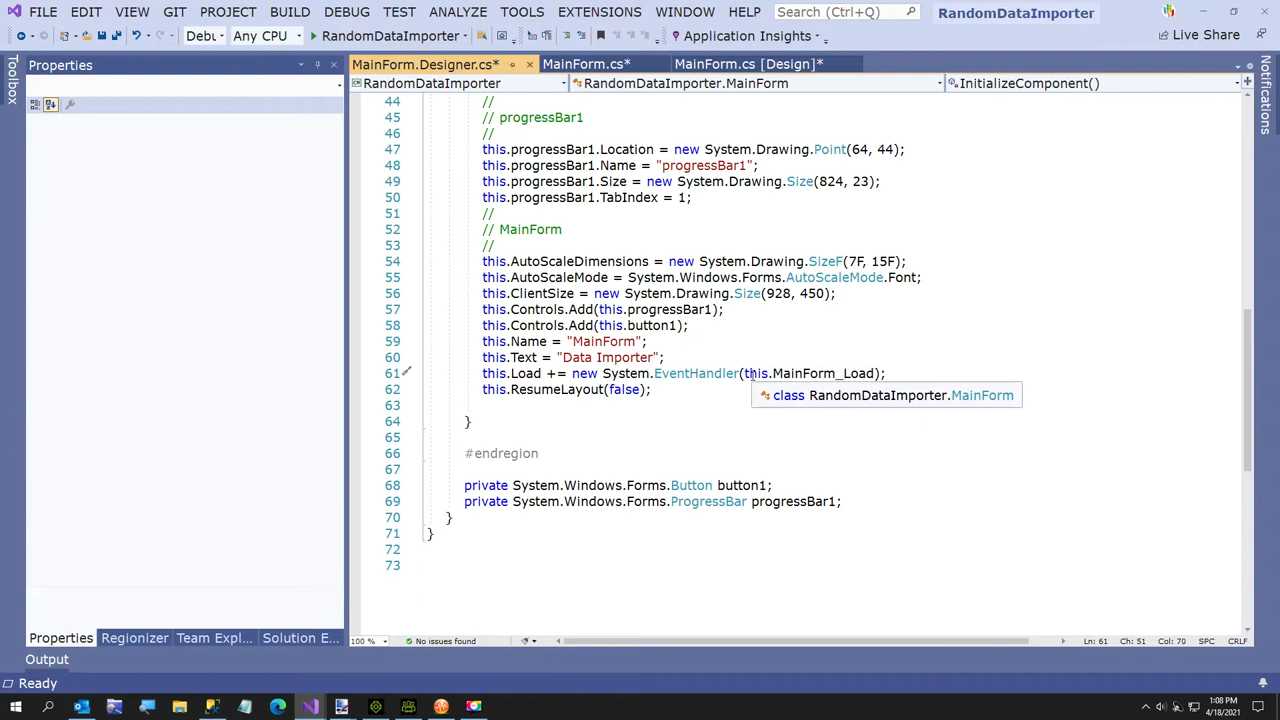 FILE EDIT VIEW GIT PROJECT BUILD DEBUG TEST ANALYZE TOOLS EXTENSIONS WINDOW HELP Search (Ctrl+Q) RandomDataImporter
Debu Any CPU RandomDataImporter Application Insights Live Share
Toolbox
Properties
MainForm.Designer.cs* MainForm.cs* MainForm.cs [Design]*
RandomDataImporter RandomDataImporter.MainForm InitializeComponent()
Notifications
44 //
45 // progressBar1
46 //
47 this.progressBar1.Location = new System.Drawing.Point(64, 44);
48 this.progressBar1.Name = "progressBar1";
49 this.progressBar1.Size = new System.Drawing.Size(824, 23);
50 this.progressBar1.TabIndex = 1;
51 //
52 // MainForm
53 //
54 this.AutoScaleDimensions = new System.Drawing.SizeF(7F, 15F);
55 this.AutoScaleMode = System.Windows.Forms.AutoScaleMode.Font;
56 this.ClientSize = new System.Drawing.Size(928, 450);
57 this.Controls.Add(this.progressBar1);
58 this.Controls.Add(this.button1);
59 this.Name = "MainForm";
60 this.Text = "Data Importer";
61 this.Load += new System.EventHandler(this.MainForm_Load);
62 this.ResumeLayout(false);
class RandomDataImporter.MainForm
63
64 }
65
66 #endregion
67
68 private System.Windows.Forms.Button button1;
69 private System.Windows.Forms.ProgressBar progressBar1;
70 }
71 }
72
73
Properties Regionizer Team Expl... Solution E...
100 % No issues found Ln: 61 Ch: 51 Col: 70 SPC CRLF
Output
Ready
1:08 PM
4/18/2021